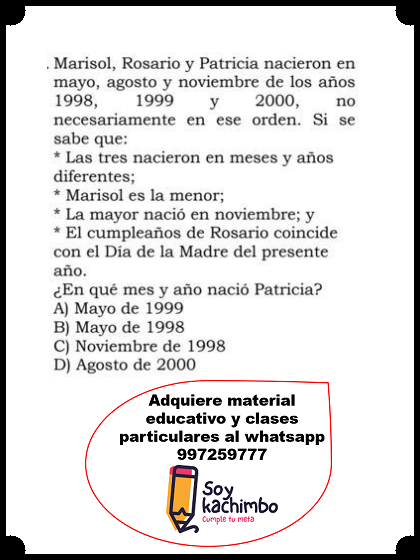 . Marisol, Rosario y Patricia nacieron en
mayo, agosto y noviembre de los años
1998, 1999 y 2000, no
necesariamente en ese orden. Si se
sabe que:
* Las tres nacieron en meses y años
diferentes;
* Marisol es la menor;
* La mayor nació en noviembre; y
* El cumpleaños de Rosario coincide
con el Día de la Madre del presente
año.
¿En qué mes y año nació Patricia?
A) Mayo de 1999
B) Mayo de 1998
C) Noviembre de 1998
D) Agosto de 2000
Adquiere material
educativo y clases
particulares al whatsapp
997259777
Soy
kachimbo
Cumple tu meta